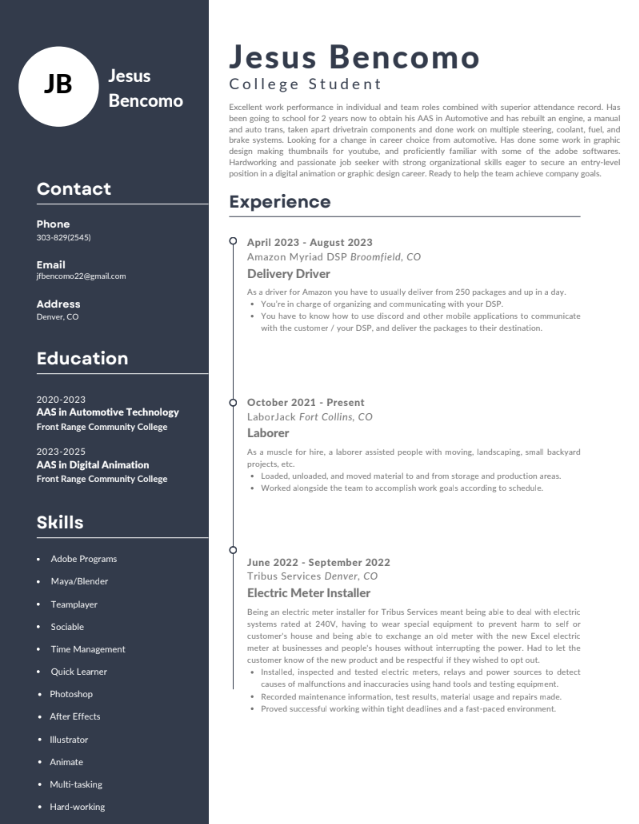 JB
Jesus
Bencomo
Contact
Phone
303-829(2545)
Email
jfbencomo22@gmail.com
Address
Denver, CO
Education
2020-2023
AAS in Automotive Technology
Front Range Community College
2023-2025
AAS in Digital Animation
Front Range Community College
Skills
• Adobe Programs
• Maya/Blender
• Teamplayer
• Sociable
• Time Management
• Quick Learner
• Photoshop
• After Effects
• Illustrator
• Animate
• Multi-tasking
• Hard-working
Jesus Bencomo
College Student
Excellent work performance in individual and team roles combined with superior attendance record. Has
been going to school for 2 years now to obtain his AAS in Automotive and has rebuilt an engine, a manual
and auto trans, taken apart drivetrain components and done work on multiple steering, coolant, fuel, and
brake systems. Looking for a change in career choice from automotive. Has done some work in graphic
design making thumbnails for youtube, and proficiently familiar with some of the adobe softwares.
Hardworking and passionate job seeker with strong organizational skills eager to secure an entry-level
position in a digital animation or graphic design career. Ready to help the team achieve company goals.
Experience
April 2023 - August 2023
Amazon Myriad DSP Broomfield, CO
Delivery Driver
As a driver for Amazon you have to usually deliver from 250 packages and up in a day.
• You're in charge of organizing and communicating with your DSP.
• You have to know how to use discord and other mobile applications to communicate
with the customer / your DSP, and deliver the packages to their destination.
October 2021 - Present
LaborJack Fort Collins, CO
Laborer
As a muscle for hire, a laborer assisted people with moving, landscaping, small backyard
projects, etc.
• Loaded, unloaded, and moved material to and from storage and production areas.
• Worked alongside the team to accomplish work goals according to schedule.
June 2022 - September 2022
Tribus Services Denver, CO
Electric Meter Installer
Being an electric meter installer for Tribus Services meant being able to deal with electric
systems rated at 240V, having to wear special equipment to prevent harm to self or
customer's house and being able to exchange an old meter with the new Excel electric
meter at businesses and people's houses without interrupting the power. Had to let the
customer know of the new product and be respectful if they wished to opt out.
• Installed, inspected and tested electric meters, relays and power sources to detect
causes of malfunctions and inaccuracies using hand tools and testing equipment.
• Recorded maintenance information, test results, material usage and repairs made.
• Proved successful working within tight deadlines and a fast-paced environment.